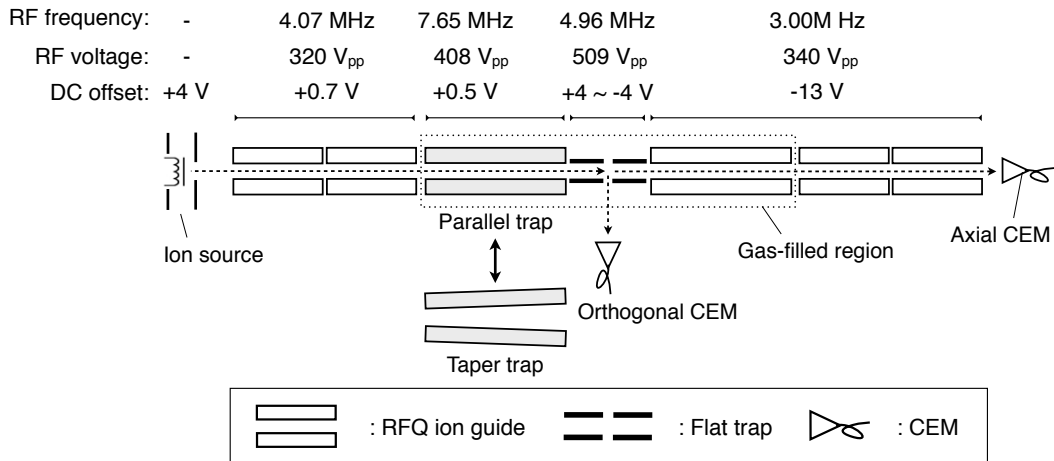 RF frequency: - 4.07 MHz 7.65 MHz 4.96 MHz 3.00M Hz
RF voltage: - 320 Vpp 408 Vpp 509 Vpp 340 Vpp
DC offset: +4 V +0.7 V +0.5 V +4 ~ -4 V -13 V
Parallel trap
Ion source
Gas-filled region
Axial CEM
Orthogonal CEM
Taper trap
: RFQ ion guide : Flat trap : CEM